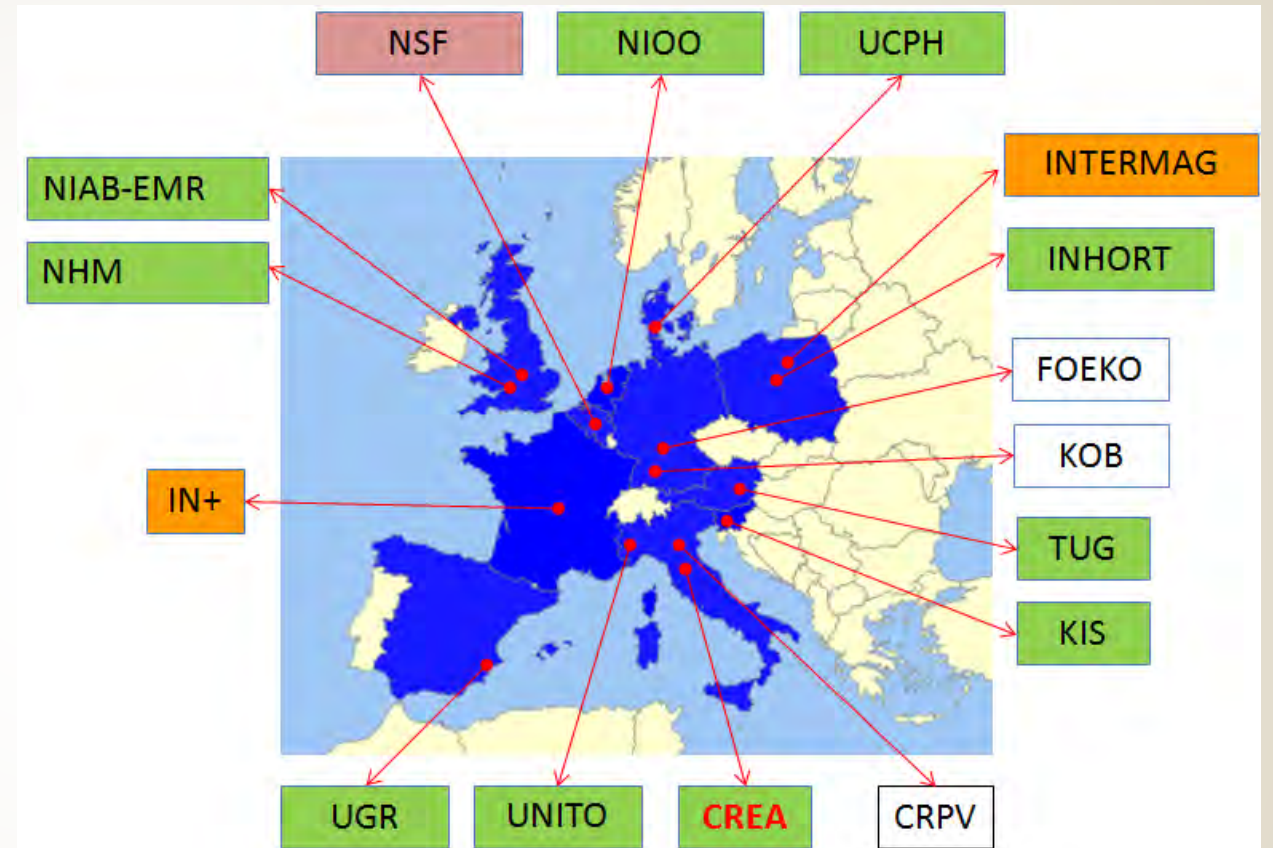 NSF
NIOO
UCPH
NIAB-EMR
INTERMAG
NHM
INHORT
FOEKO
KOB
IN+
TUG
KIS
UGR
UNITO
CREA
CRPV